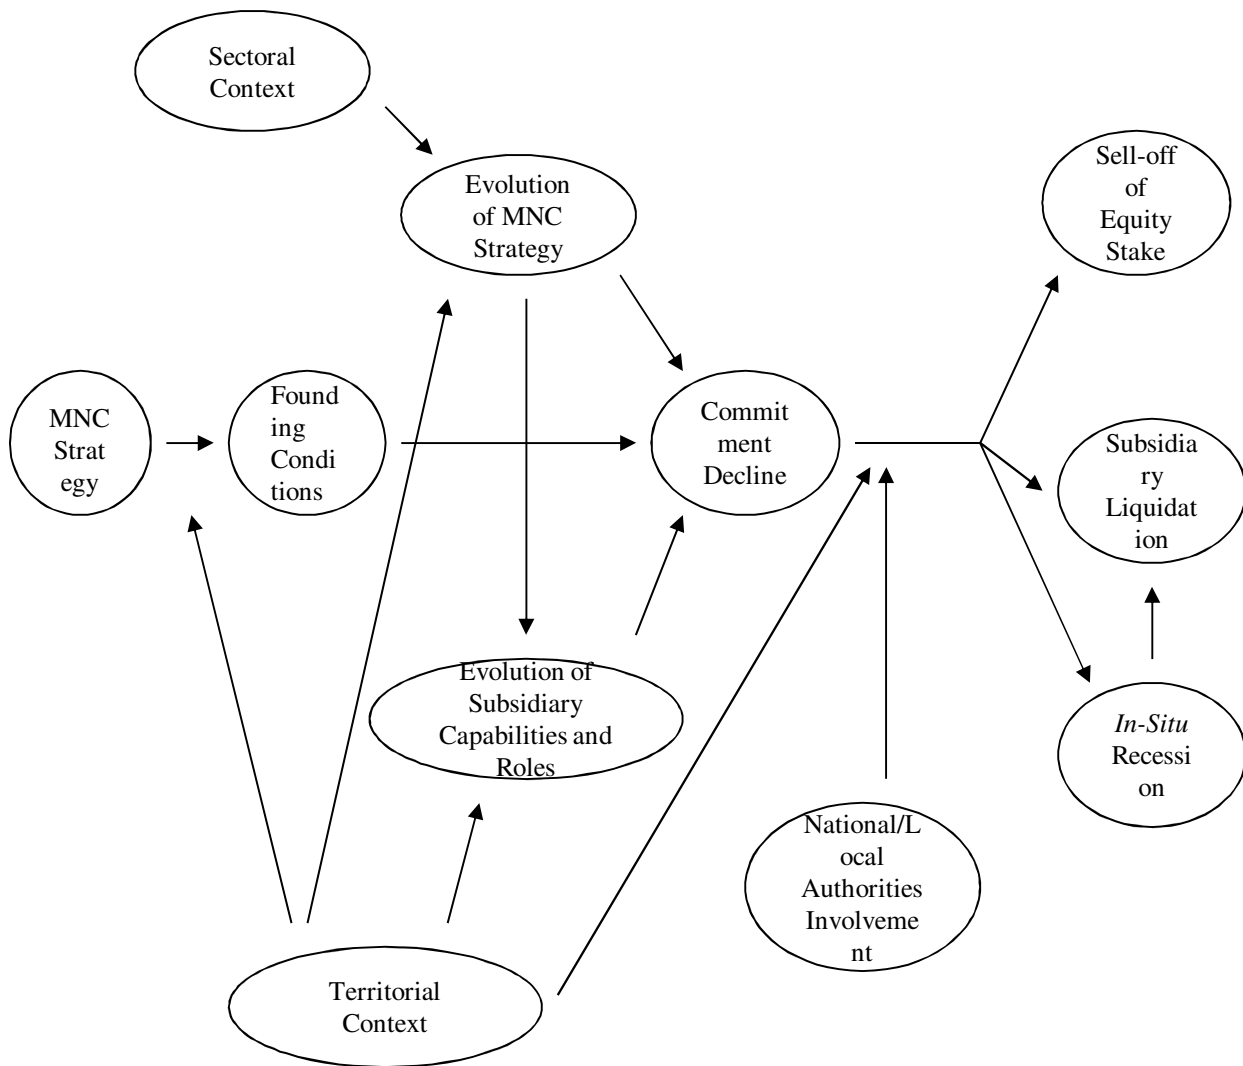 Sectoral
Context
Evolution
of MNC
Strategy
Sell-off
of
Equity
Stake
MNC
Strat
egy
Found
ing
Condi
tions
Commit
ment
Decline
Subsidia
ry
Liquidat
ion
Evolution of
Subsidiary
Capabilities and
Roles
In-Situ
Recessi
on
National/L
ocal
Authorities
Involveme
nt
Territorial
Context